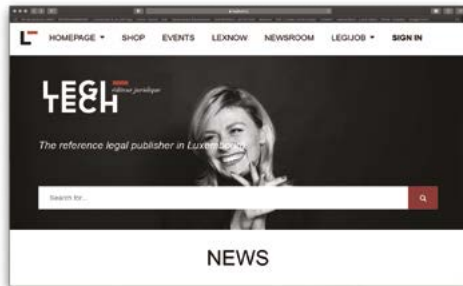 HOMEPAGE SHOP EVENTS LEXNOW NEWSROOM LEGIJOB SIGN IN
LEGI
TECH
éditeur juridique
The reference legal publisher in Luxembourg
Search for...
NEWS